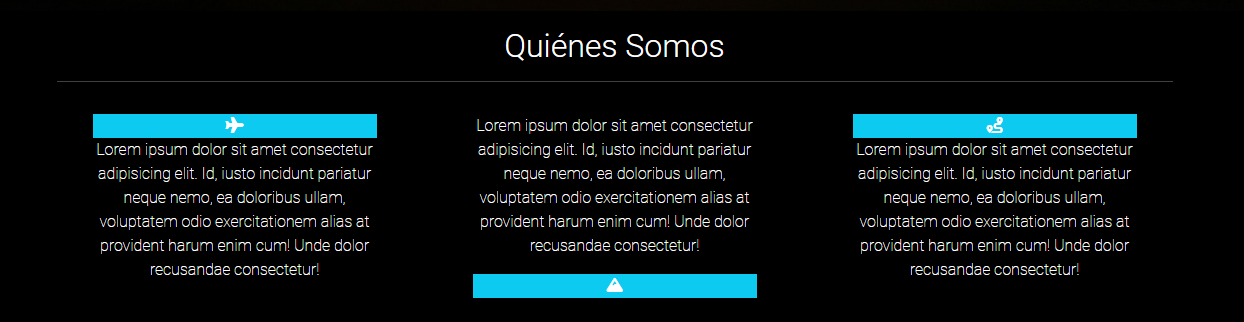 Quiénes Somos
Lorem ipsum dolor sit amet consectetur
adipisicing elit. Id, iusto incidunt pariatur
neque nemo, ea doloribus ullam,
voluptatem odio exercitationem alias at
provident harum enim cum! Unde dolor
recusandae consectetur!
Lorem ipsum dolor sit amet consectetur
adipisicing elit. Id, iusto incidunt pariatur
neque nemo, ea doloribus ullam,
voluptatem odio exercitationem alias at
provident harum enim cum! Unde dolor
recusandae consectetur!
Lorem ipsum dolor sit amet consectetur
adipisicing elit. Id, iusto incidunt pariatur
neque nemo, ea doloribus ullam,
voluptatem odio exercitationem alias at
provident harum enim cum! Unde dolor
recusandae consectetur!